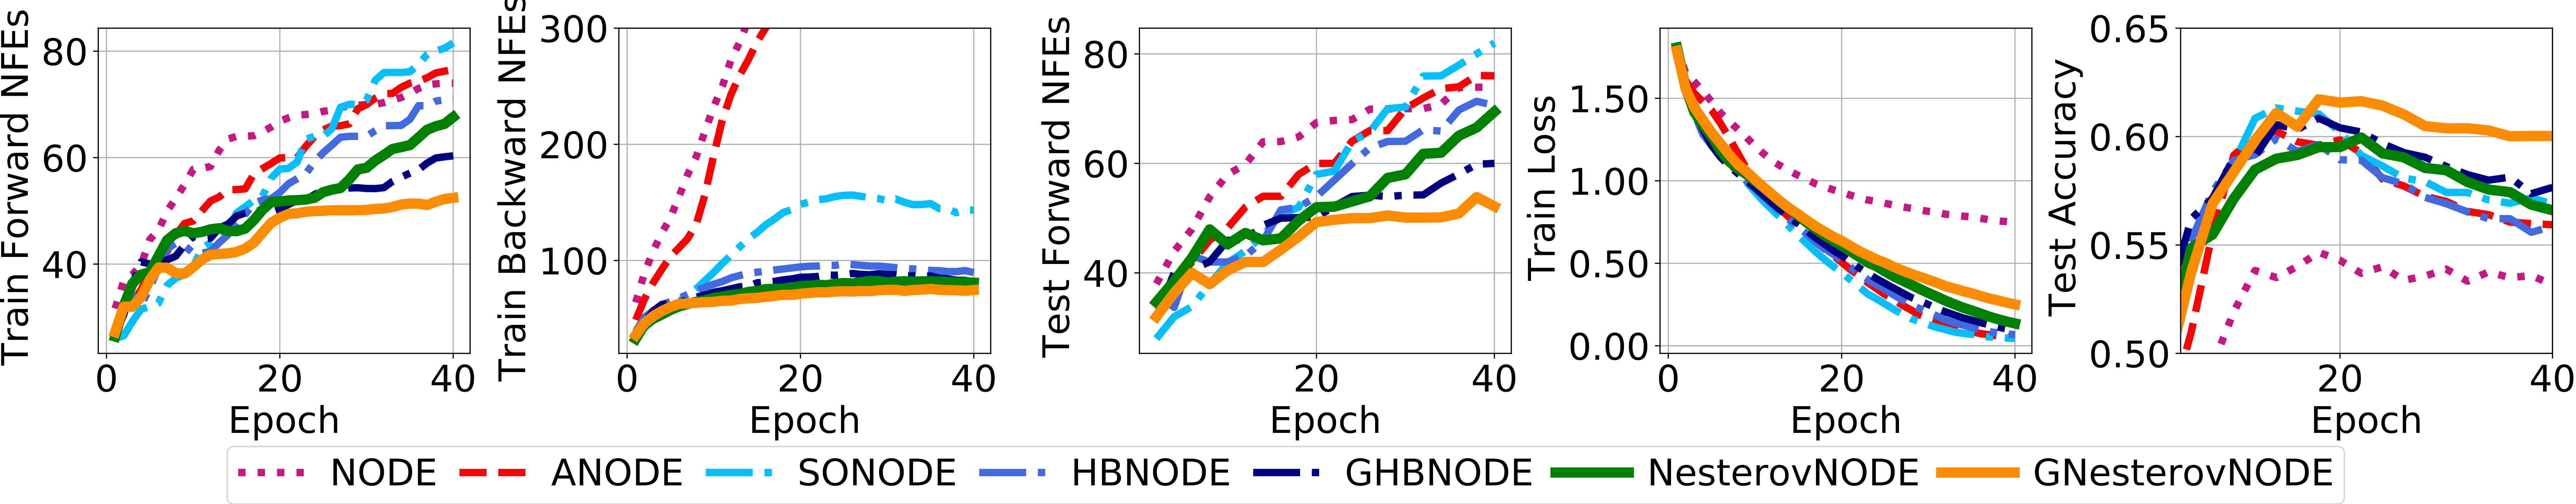 Train Forward NFEs
80
60
40
0 20 40
Epoch
Train Backward NFEs
300
200
100
0 20 40
Epoch
Test Forward NFEs
80
60
40
20 40
Epoch
Train Loss
1.50
1.00
0.50
0.00
0 20 40
Epoch
Test Accuracy
0.65
0.60
0.55
0.50
20 40
Epoch
NODE ANODE SONODE HBNODE GHBNODE NesterovNODE GNesterovNODE